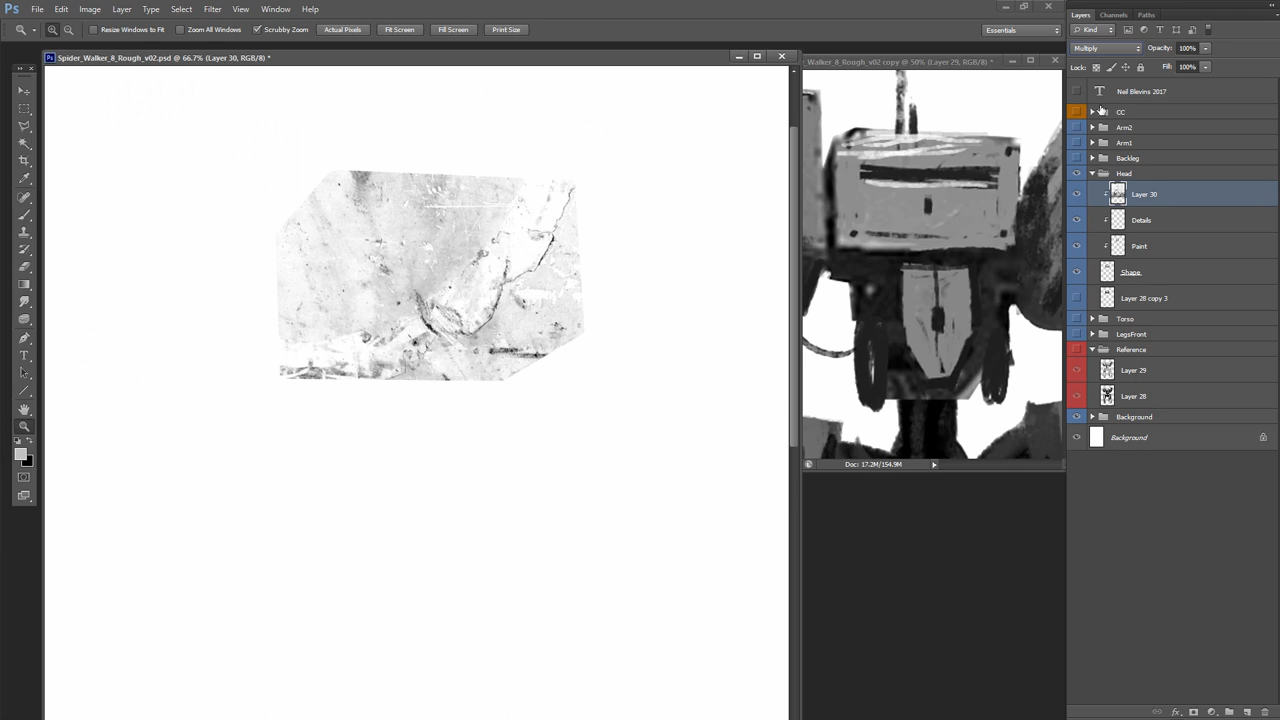 Ps File Edit Image Layer Type Select Filter View Window Help
Resize Windows to Fit Zoom All Windows Scrubby Zoom Actual Pixels Fit Screen Fill Screen Print Size Essentials
Ps Spider_Walker_8_Rough_v02.psd @ 66.7% (Layer 30, RGB/8) *
_Walker_8_Rough_v02 copy @ 50% (Layer 29, RGB/8) *
Doc: 17.2M/154.9M
Layers Channels Paths
Kind
Multiply Opacity: 100%
Lock: Fill: 100%
T Neil Blevins 2017
CC
Arm2
Arm1
Backleg
Head
Layer 30
Details
Paint
Shape
Layer 28 copy 3
Torso
LegsFront
Reference
Layer 29
Layer 28
Background
Background
fx